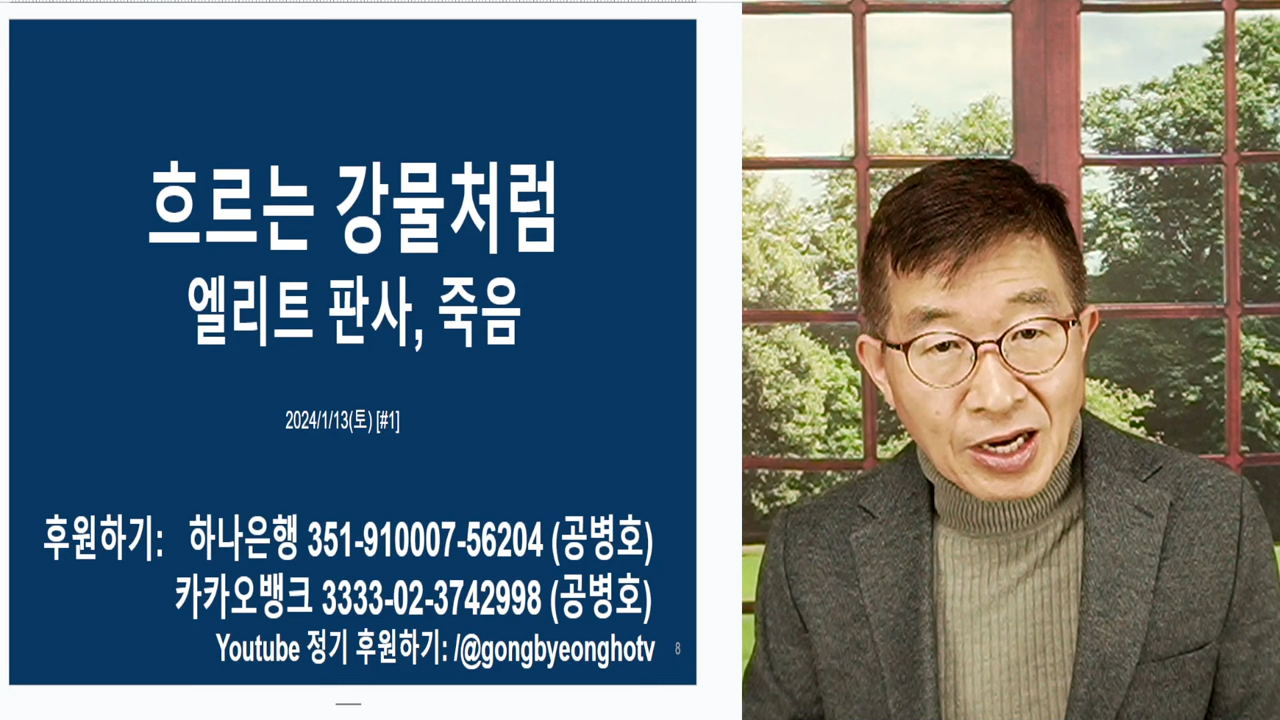 흐르는 강물처럼
엘리트 판사, 죽음
2024/1/13(토) [#1]
후원하기: 하나은행 351-910007-56204 (공병호)
카카오뱅크 3333-02-3742998 (공병호)
Youtube 정기 후원하기: /@gongbyeonghotv
8